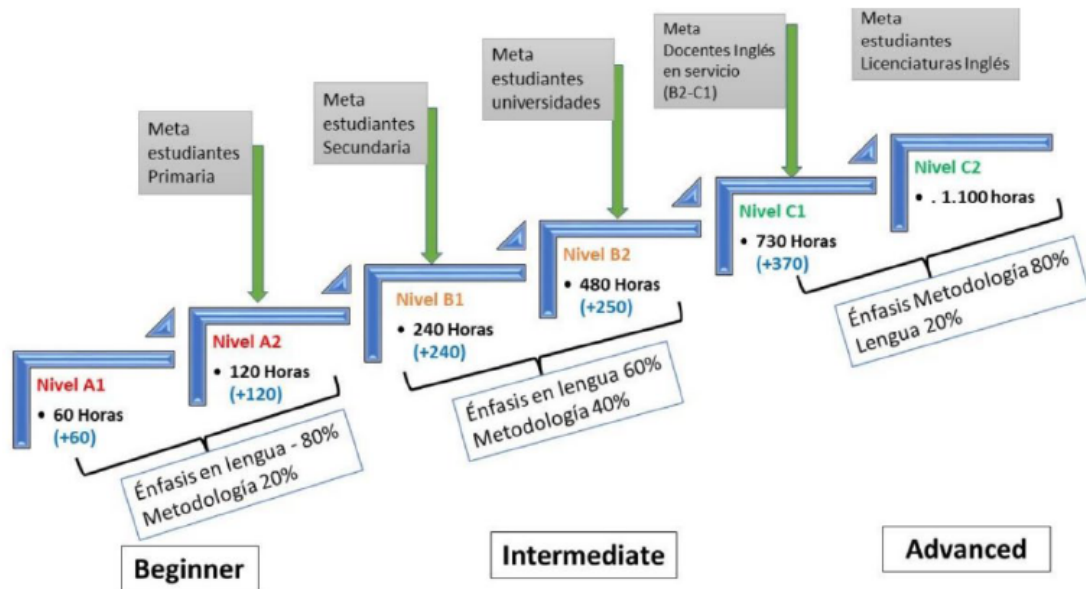 Meta
estudiantes
Primaria
Meta
estudiantes
Secundaria
Meta
estudiantes
universidades
Meta
Docentes Inglés
en servicio
(B2-C1)
Meta
estudiantes
Licenciaturas Inglés
Nivel A1
• 60 Horas
(+60)
Nivel A2
• 120 Horas
(+120)
Nivel B1
• 240 Horas
(+240)
Nivel B2
• 480 Horas
(+250)
Nivel C1
• 730 Horas
(+370)
Nivel C2
• . 1.100 horas
Énfasis en lengua - 80%
Metodología 20%
Énfasis en lengua 60%
Metodología 40%
Énfasis Metodología 80%
Lengua 20%
Beginner
Intermediate
Advanced